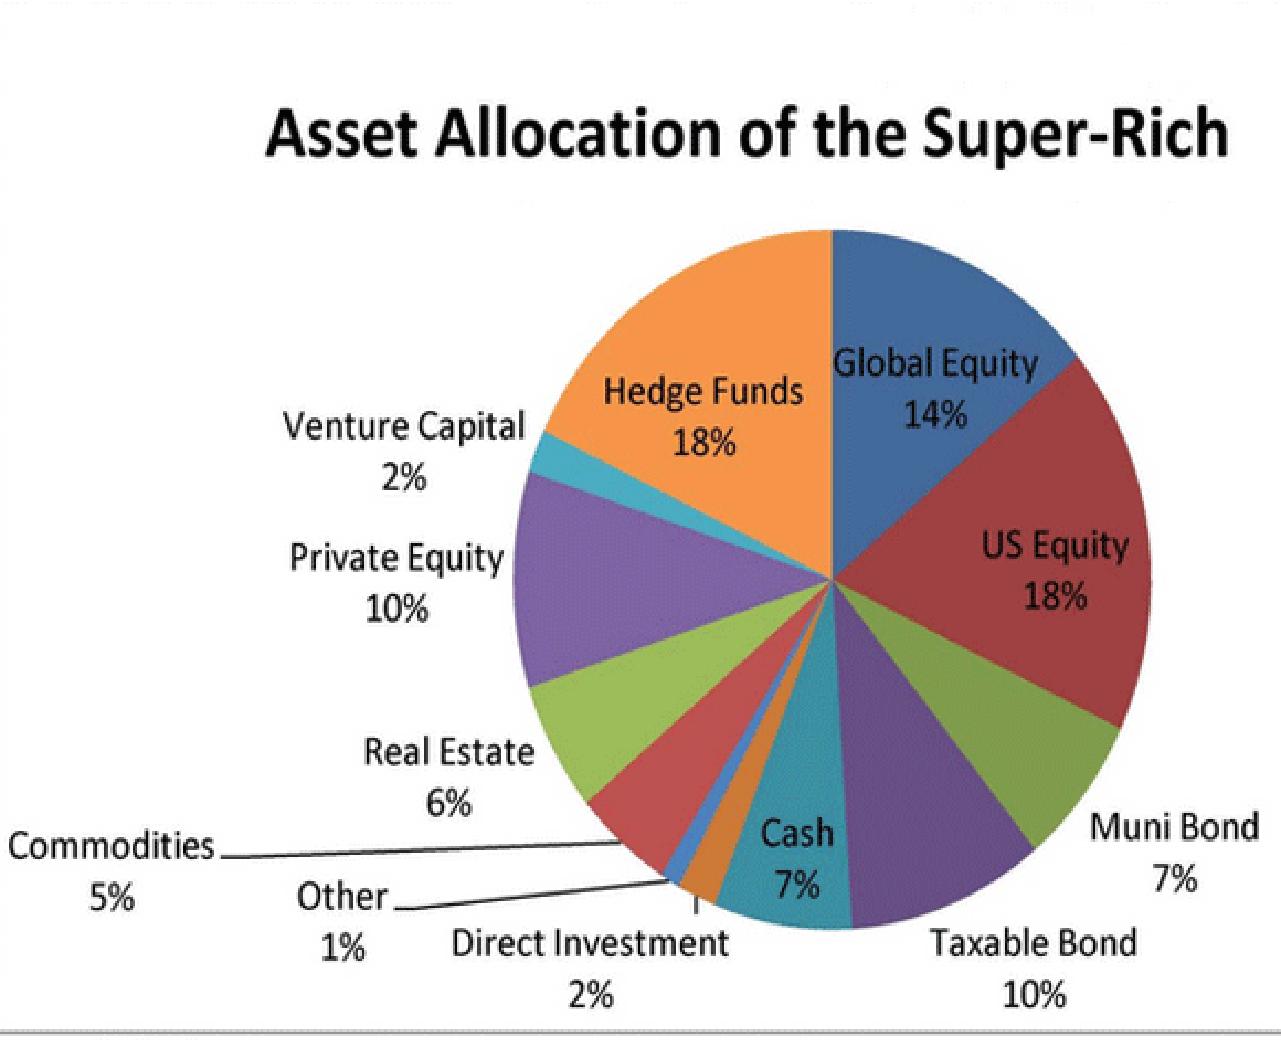 Asset Allocation of the Super-Rich
Global Equity
14%
US Equity
18%
Muni Bond
7%
Taxable Bond
10%
Cash
7%
Direct Investment
2%
Other
1%
Commodities
5%
Real Estate
6%
Private Equity
10%
Venture Capital
2%
Hedge Funds
18%